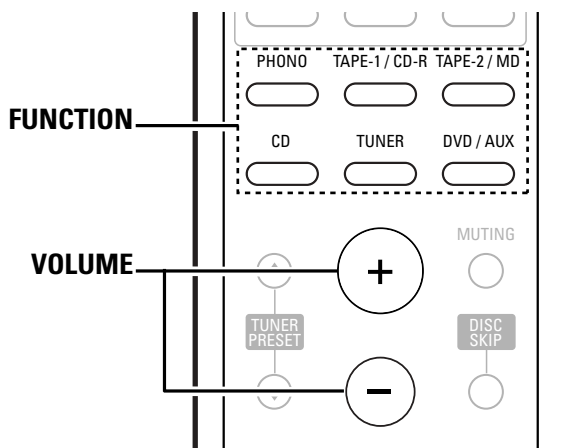 PHONO TAPE-1 / CD-R TAPE-2 / MD
FUNCTION
CD TUNER DVD / AUX
MUTING
VOLUME
+
TUNER
PRESET
DISC
SKIP
−